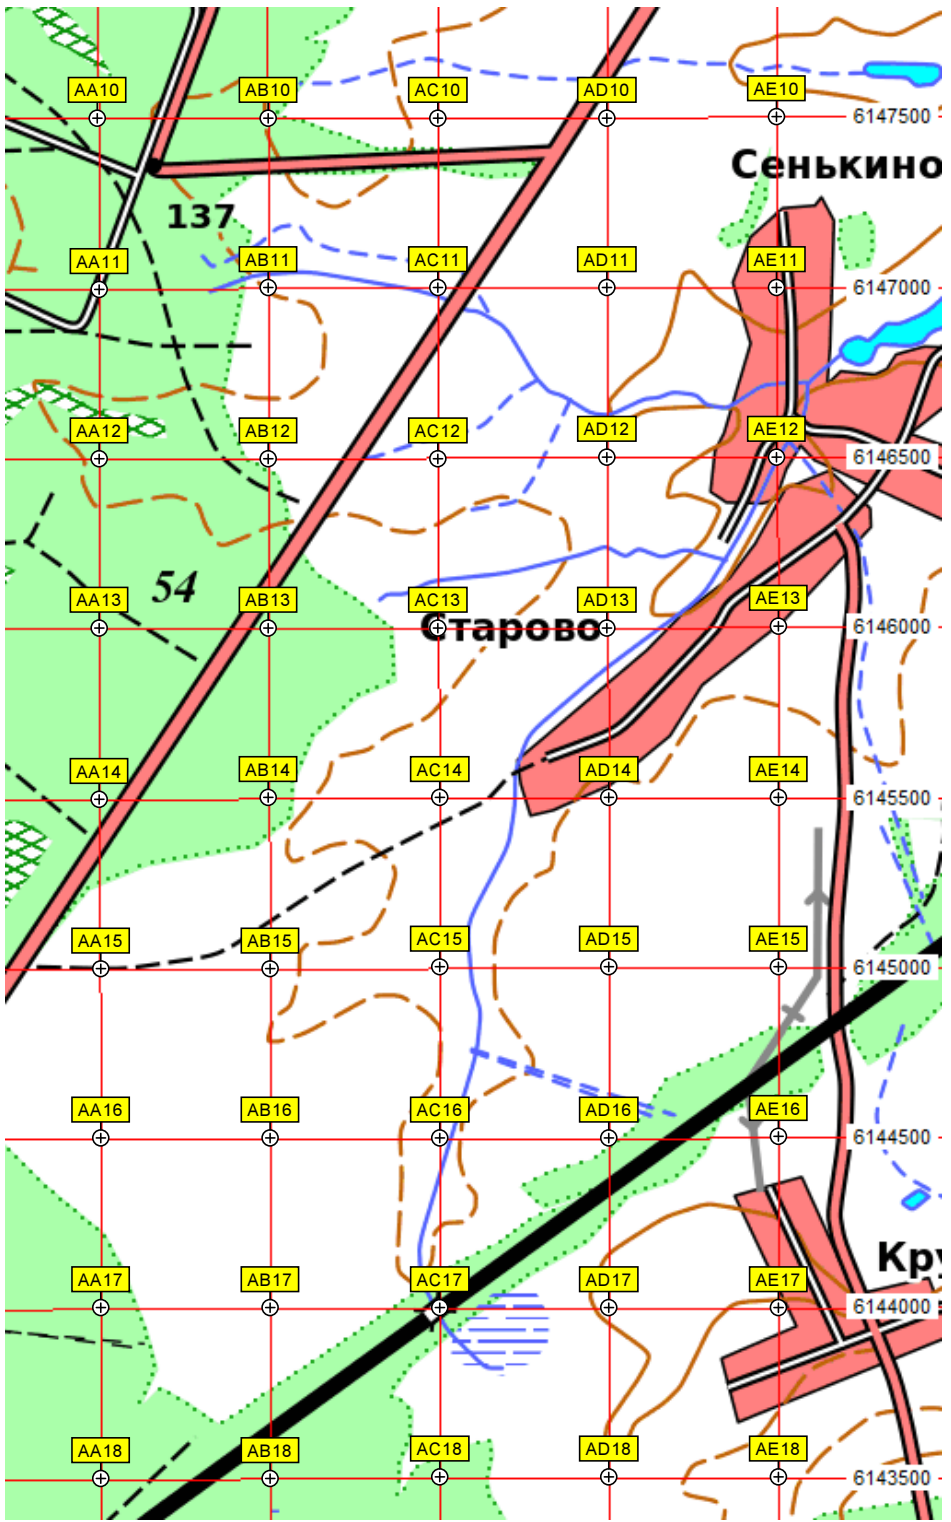 AA10 AB10 AC10 AD10 AE10
6147500
Сенькино
137
AA11 AB11 AC11 AD11 AE11
6147000
AA12 AB12 AC12 AD12 AE12
6146500
54
AA13 AB13 AC13 AD13 AE13
Старово
6146000
AA14 AB14 AC14 AD14 AE14
6145500
AA15 AB15 AC15 AD15 AE15
6145000
AA16 AB16 AC16 AD16 AE16
6144500
Кру
AA17 AB17 AC17 AD17 AE17
6144000
AA18 AB18 AC18 AD18 AE18
6143500